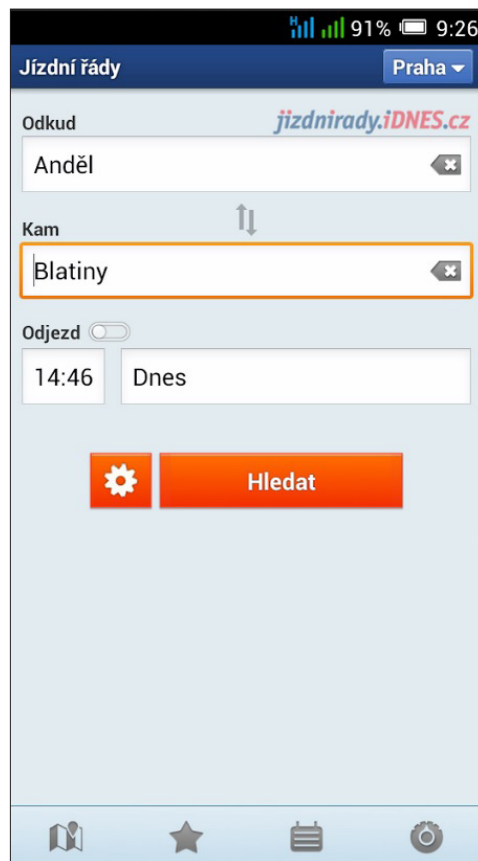 H 91% 9:26
Jízdní řády Praha
Odkud jizdnirady.iDNES.cz
Anděl
Kam
Blatiny
Odjezd
14:46 Dnes
Hledat